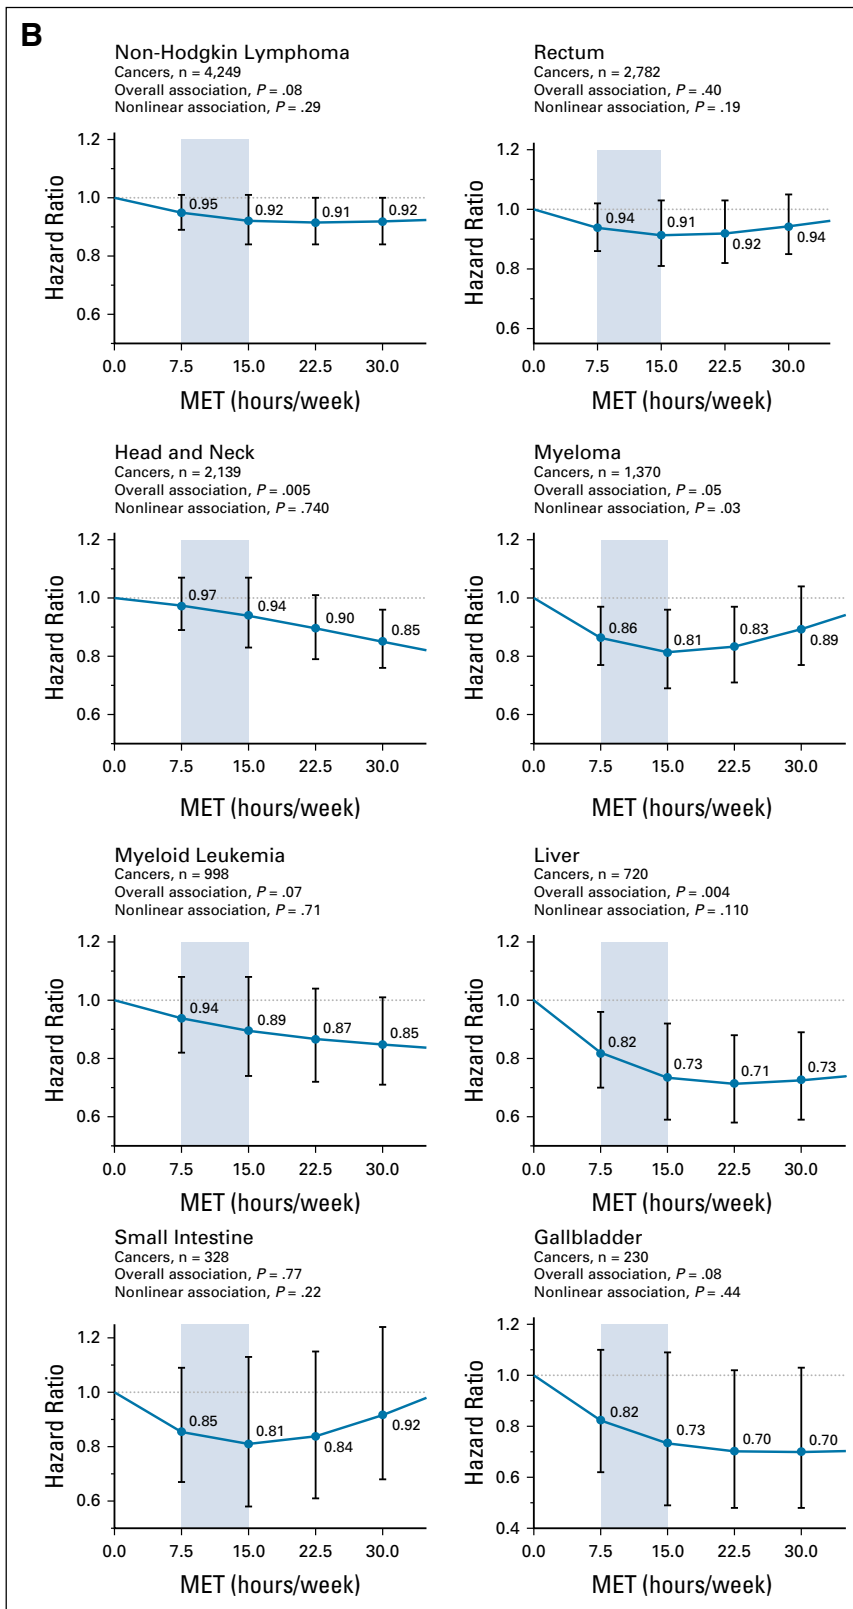 B
Non-Hodgkin Lymphoma
Cancers, n = 4,249
Overall association, P = .08
Nonlinear association, P = .29
Hazard Ratio
1.2
1.0
0.8
0.6
0.95
0.92
0.91
0.92
0.0 7.5 15.0 22.5 30.0
MET (hours/week)
Rectum
Cancers, n = 2,782
Overall association, P = .40
Nonlinear association, P = .19
Hazard Ratio
1.2
1.0
0.8
0.6
0.94
0.91
0.92
0.94
0.0 7.5 15.0 22.5 30.0
MET (hours/week)
Head and Neck
Cancers, n = 2,139
Overall association, P = .005
Nonlinear association, P = .740
Hazard Ratio
1.2
1.0
0.8
0.6
0.97
0.94
0.90
0.85
0.0 7.5 15.0 22.5 30.0
MET (hours/week)
Myeloma
Cancers, n = 1,370
Overall association, P = .05
Nonlinear association, P = .03
Hazard Ratio
1.2
1.0
0.8
0.6
0.86
0.81
0.83
0.89
0.0 7.5 15.0 22.5 30.0
MET (hours/week)
Myeloid Leukemia
Cancers, n = 998
Overall association, P = .07
Nonlinear association, P = .71
Hazard Ratio
1.2
1.0
0.8
0.6
0.94
0.89
0.87
0.85
0.0 7.5 15.0 22.5 30.0
MET (hours/week)
Liver
Cancers, n = 720
Overall association, P = .004
Nonlinear association, P = .110
Hazard Ratio
1.2
1.0
0.8
0.6
0.82
0.73
0.71
0.73
0.0 7.5 15.0 22.5 30.0
MET (hours/week)
Small Intestine
Cancers, n = 328
Overall association, P = .77
Nonlinear association, P = .22
Hazard Ratio
1.2
1.0
0.8
0.6
0.85
0.81
0.84
0.92
0.0 7.5 15.0 22.5 30.0
MET (hours/week)
Gallbladder
Cancers, n = 230
Overall association, P = .08
Nonlinear association, P = .44
Hazard Ratio
1.2
1.0
0.8
0.6
0.4
0.82
0.73
0.70
0.70
0.0 7.5 15.0 22.5 30.0
MET (hours/week)